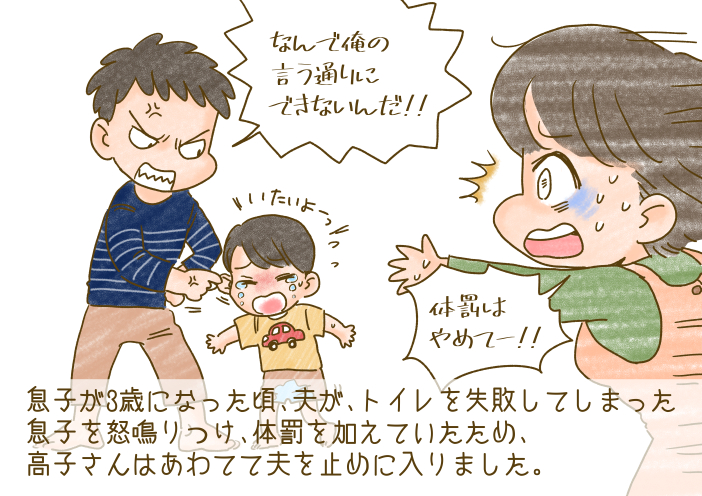 なんで俺の
言う通りに
できないんだ!!
いたいよーっ
体罰は
やめてー!!
息子が3歳になった頃、夫が、トイレを失敗してしまった
息子を怒鳴りつけ、体罰を加えていたため、
高子さんはあわてて夫を止めに入りました。